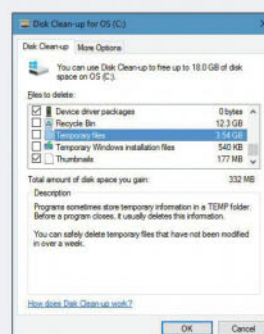 Disk Clean-up for OS (C:)
Disk Clean-up More Options
You can use Disk Clean-up to free up to 18.0 GB of disk
space on OS (C:).
Files to delete:
Device driver packages 0 bytes
Recycle Bin 12.3 GB
Temporary files 3.54 GB
Temporary Windows installation files 540 KB
Thumbnails 177 MB
Total amount of disk space you gain: 332 MB
Description
Programs sometimes store temporary information in a TEMP folder.
Before a program closes, it usually deletes this information.
You can safely delete temporary files that have not been modified
in over a week.
How does Disk Clean-up work?
OK Cancel